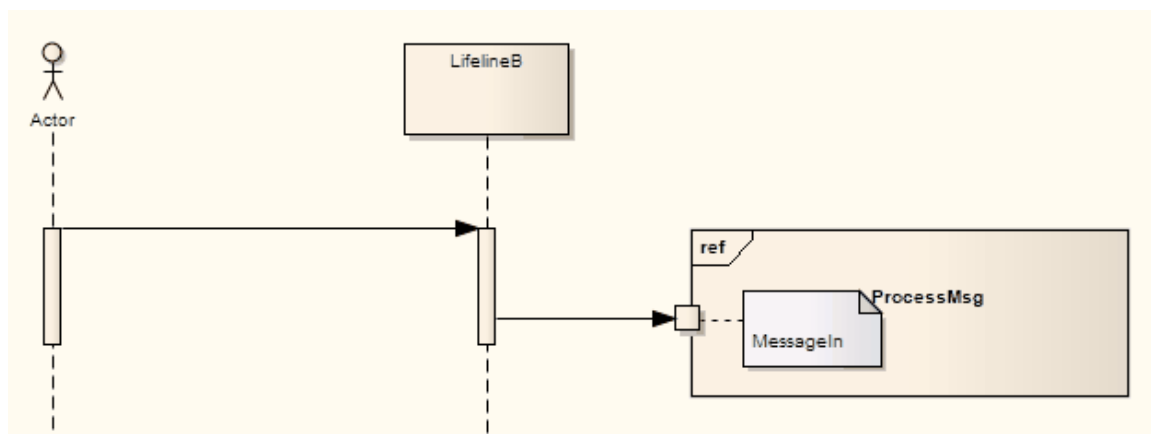 LifelineB
Actor
ref
ProcessMsg
MessageIn